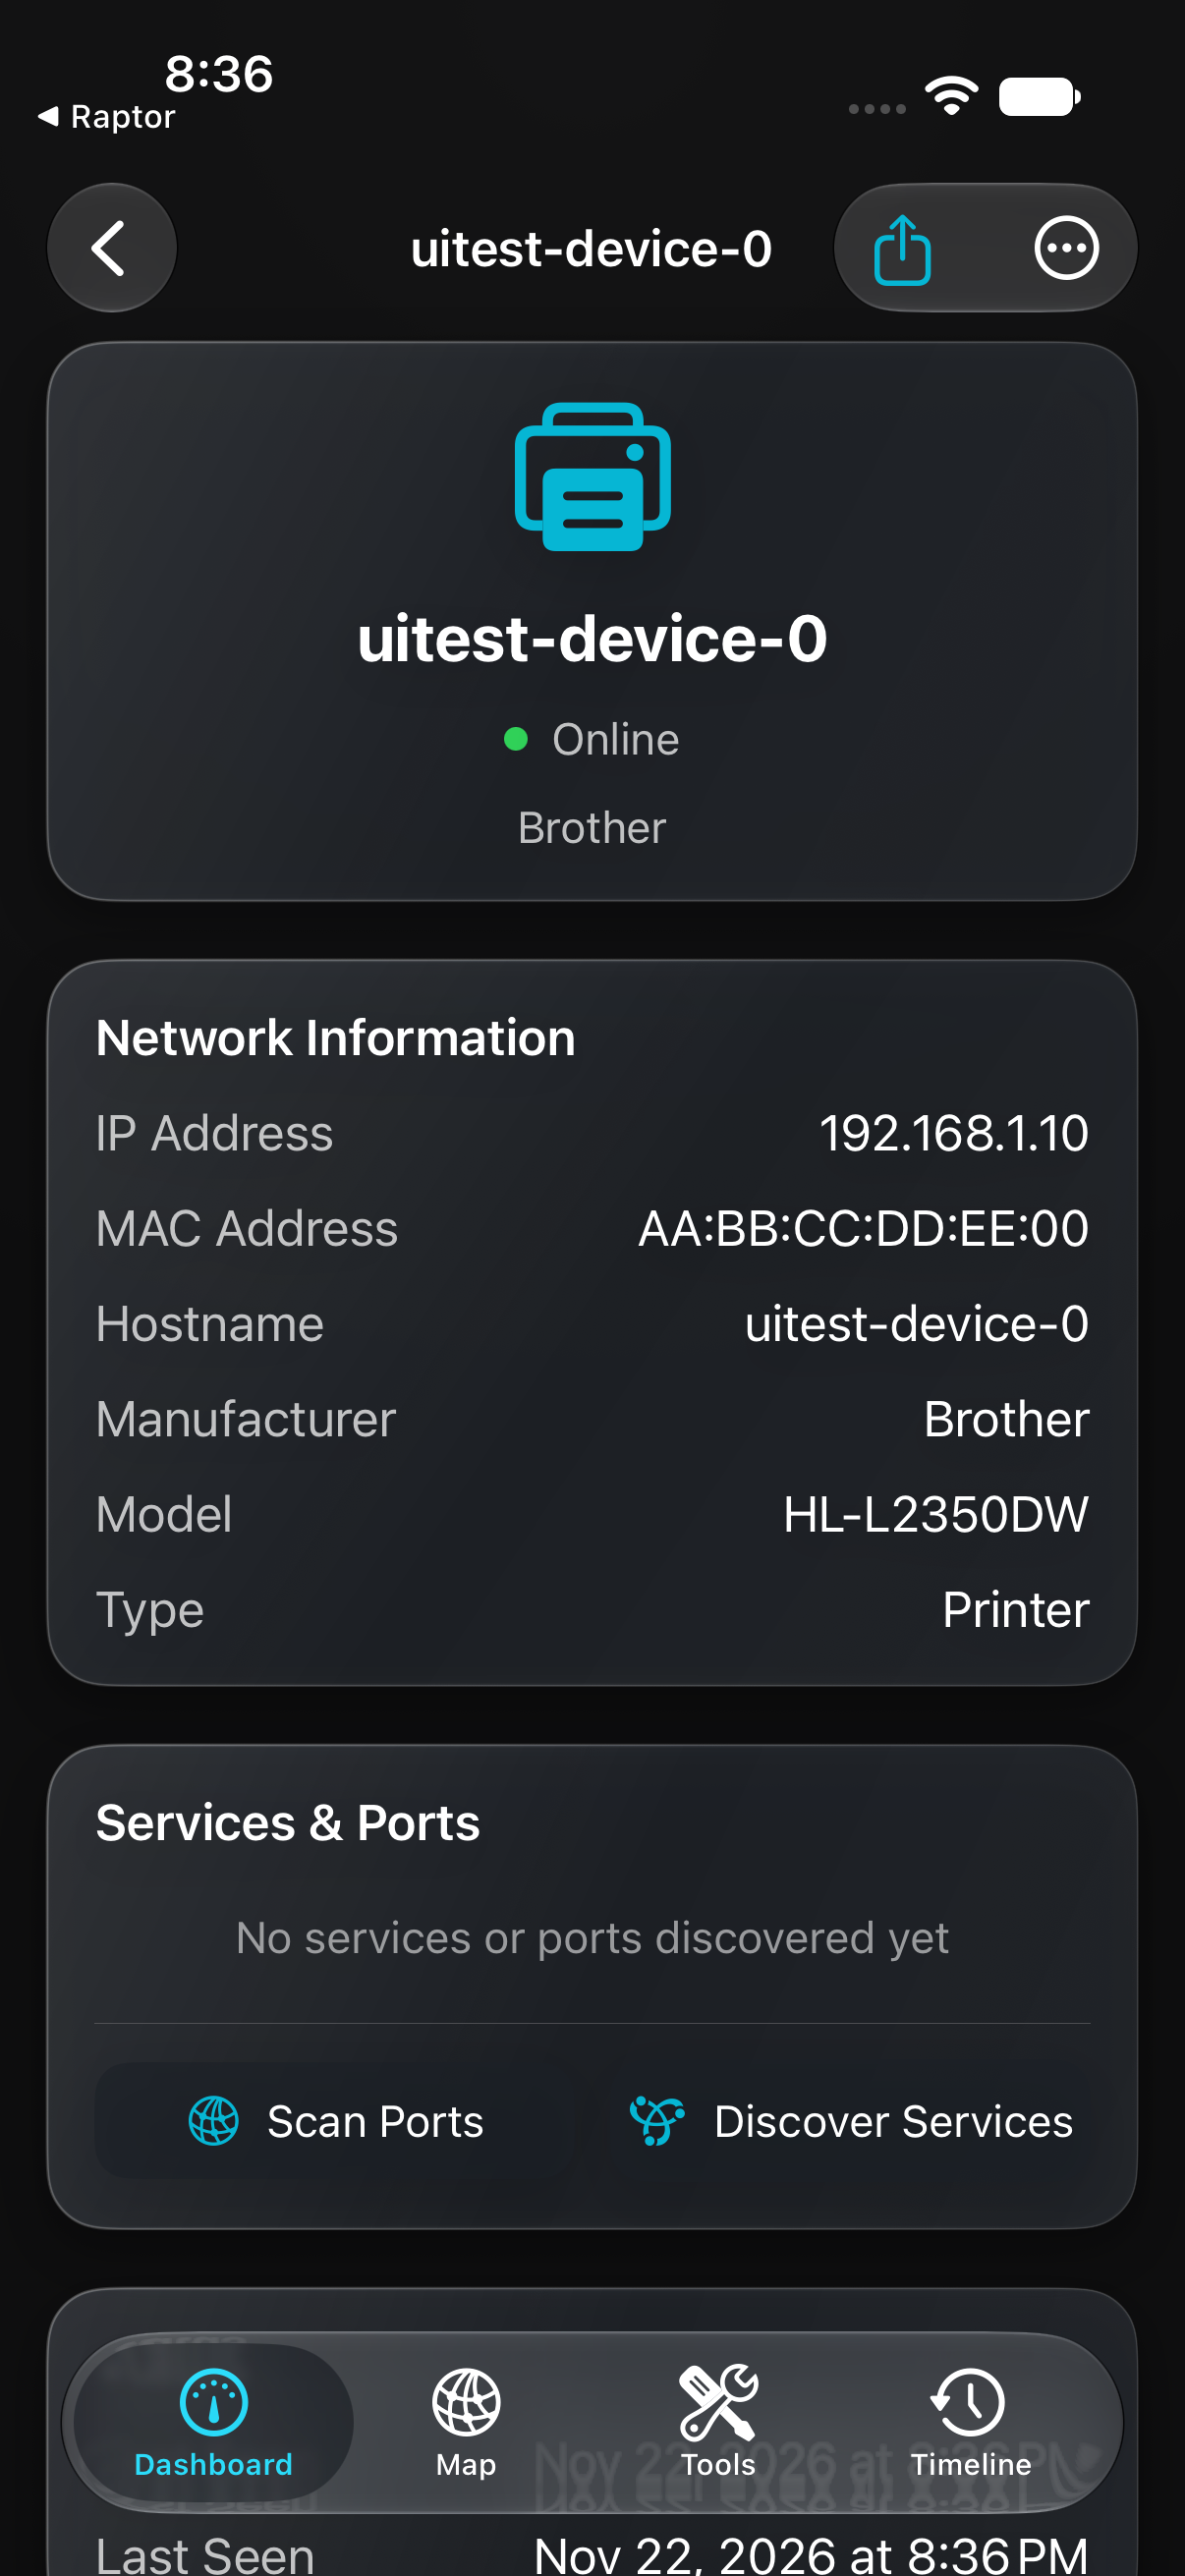 8:36
Raptor
uitest-device-0
uitest-device-0
Online
Brother
Network Information
IP Address 192.168.1.10
MAC Address AA:BB:CC:DD:EE:00
Hostname uitest-device-0
Manufacturer Brother
Model HL-L2350DW
Type Printer
Services & Ports
No services or ports discovered yet
Scan Ports Discover Services
Dashboard Map Tools Timeline
Last Seen Nov 22, 2026 at 8:36 PM